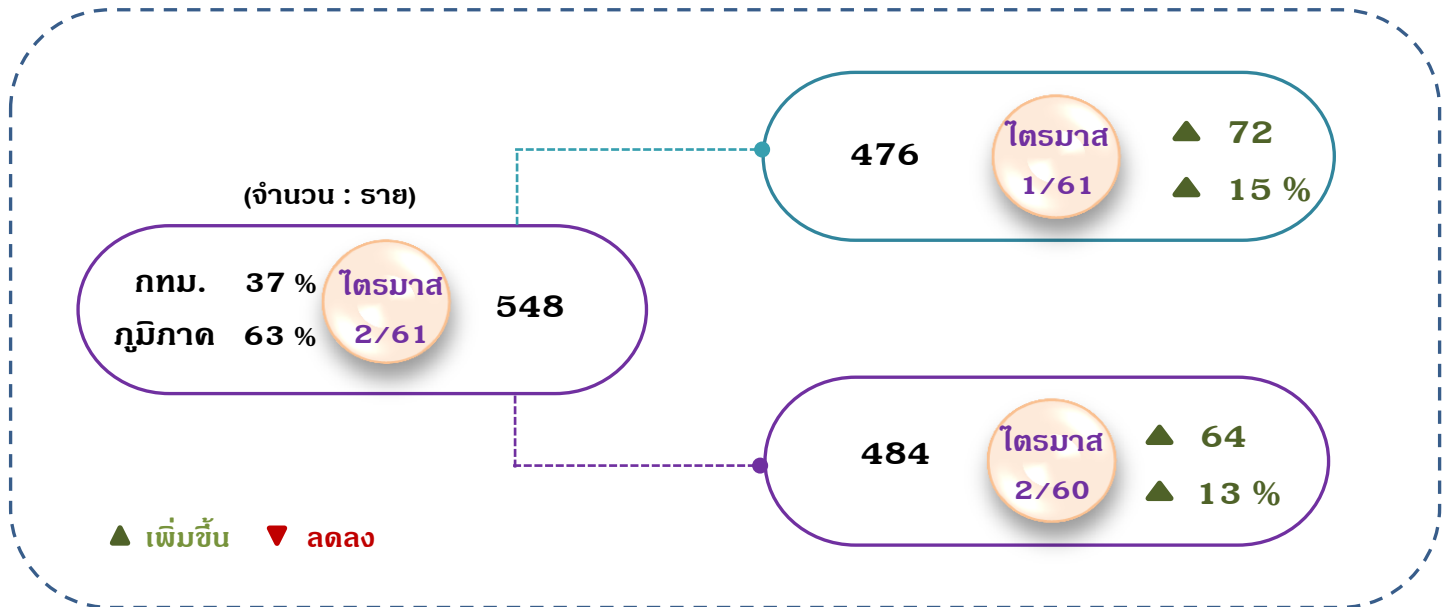 (จำนวน : ราย)
กทม. 37 %
ภูมิภาค 63 %
ไตรมาส
2/61
548
476
ไตรมาส
1/61
▲ 72
▲ 15 %
484
ไตรมาส
2/60
▲ 64
▲ 13 %
▲ เพิ่มขึ้น ▼ ลดลง